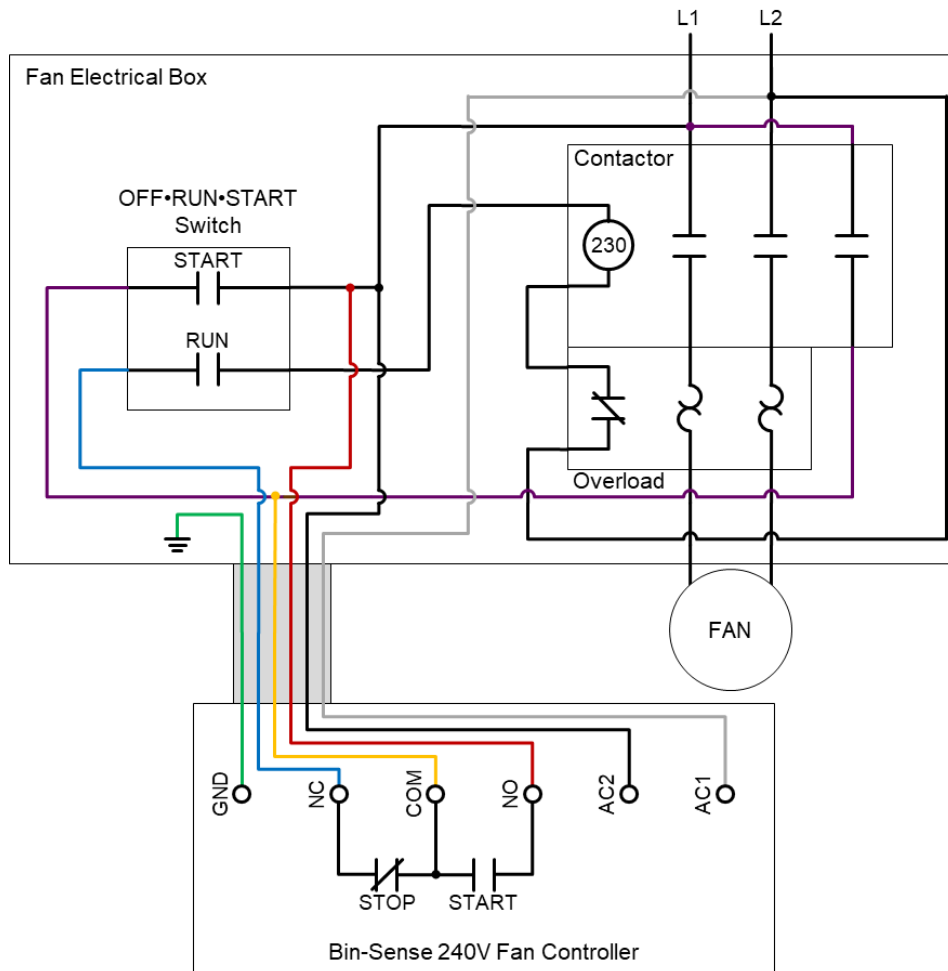 L1
L2
Fan Electrical Box
Contactor
OFF•RUN•START
Switch
START
230
RUN
Overload
FAN
GND
NC
COM
NO
AC2
AC1
STOP
START
Bin-Sense 240V Fan Controller